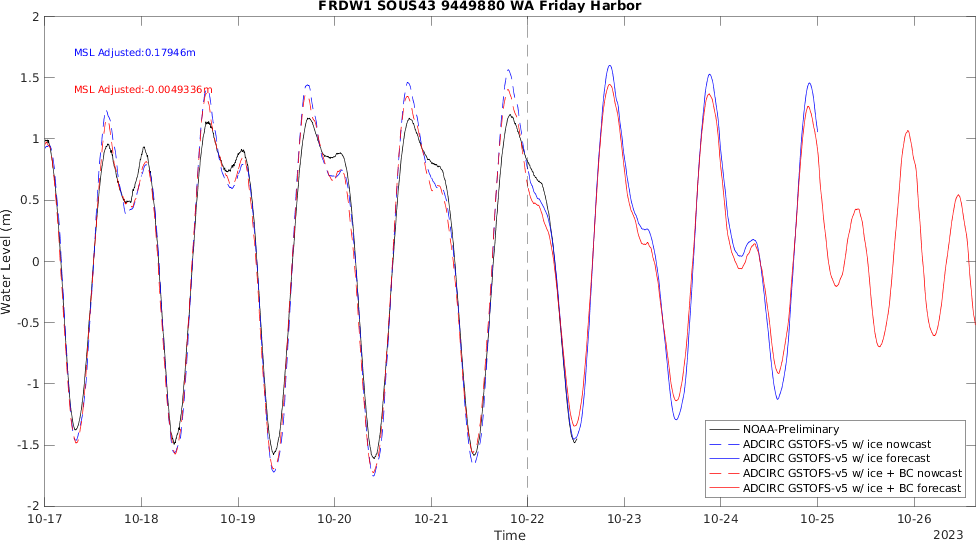 FRDW1 SOUS43 9449880 WA Friday Harbor
MSL Adjusted:0.17946m
MSL Adjusted:-0.0049336m
Water Level (m)
2
1.5
1
0.5
0
-0.5
-1
-1.5
-2
NOAA-Preliminary
ADCIRC GSTOFS-v5 w/ ice nowcast
ADCIRC GSTOFS-v5 w/ ice forecast
ADCIRC GSTOFS-v5 w/ ice + BC nowcast
ADCIRC GSTOFS-v5 w/ ice + BC forecast
10-17 10-18 10-19 10-20 10-21 10-22 10-23 10-24 10-25 10-26
Time
2023